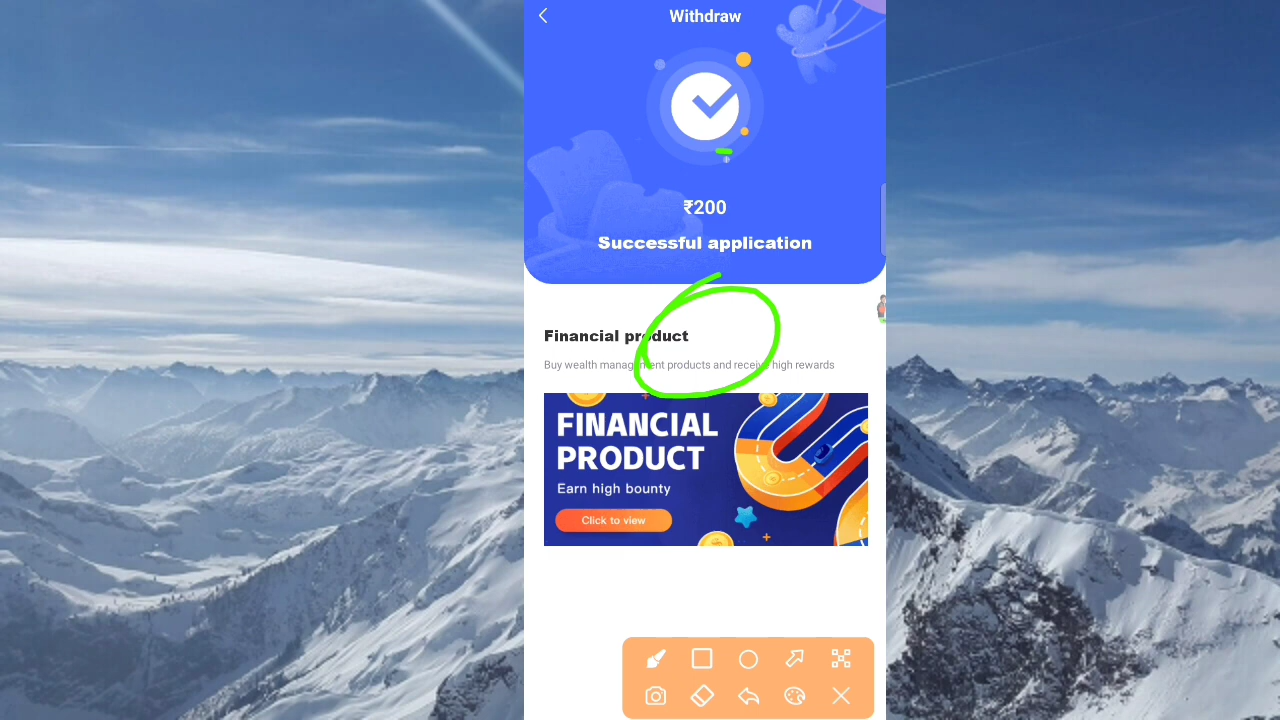 Withdraw
₹200
Successful application
Financial product
Buy wealth management products and receive high rewards
FINANCIAL
PRODUCT
Earn high bounty
Click to view